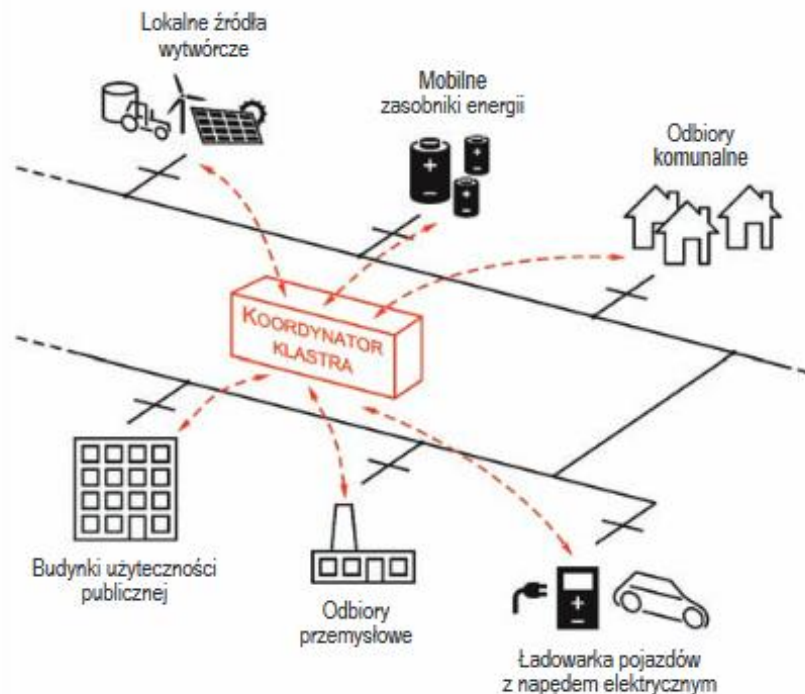 Lokalne źródła
wytwórcze
Mobilne
zasobniki energii
Odbiory
komunalne
KOORDYNATOR
KLASTRA
Budynki użyteczności
publicznej
Odbiory
przemysłowe
Ładowarka pojazdów
z napędem elektrycznym